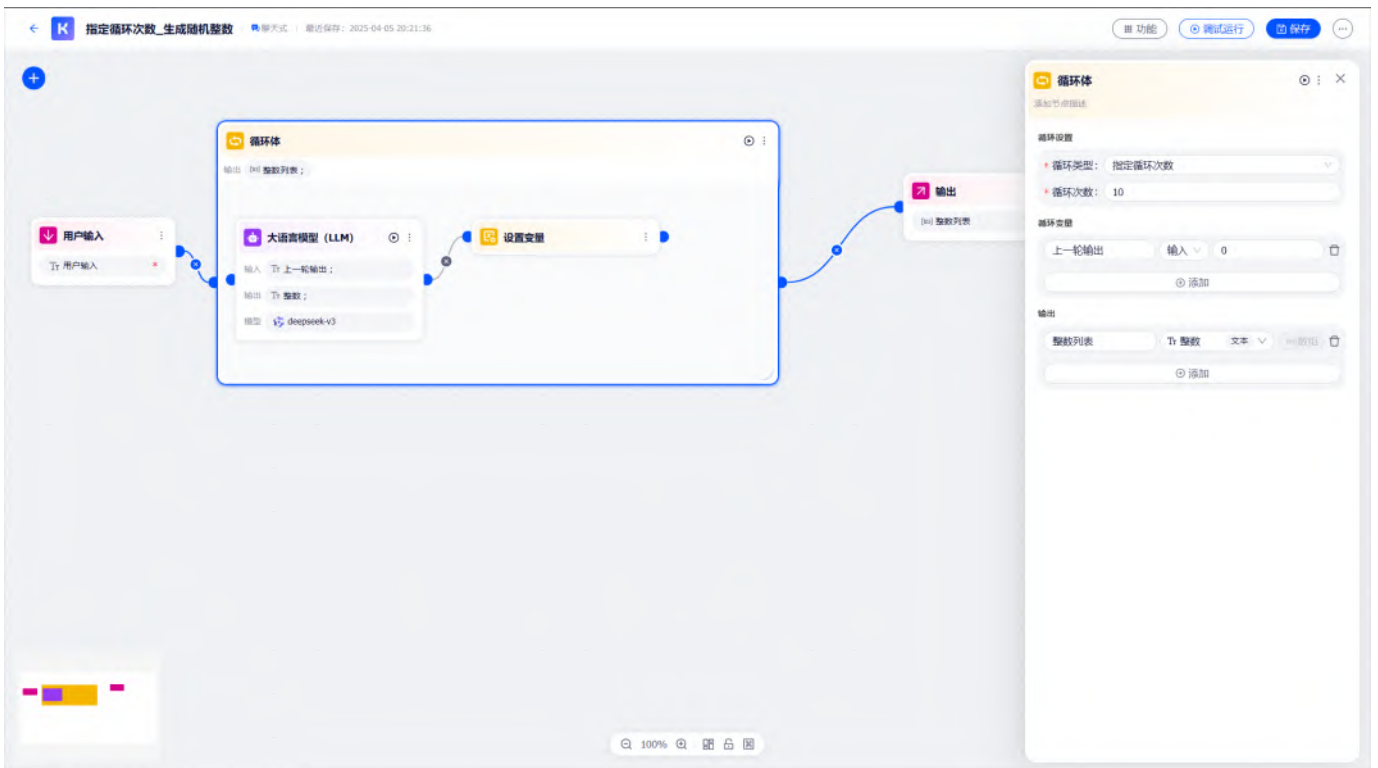 K 指定循环次数_生成随机整数 聊天式 最近保存: 2025-04-05 20:21:36 功能 调试运行 保存
循环体
输出 [tn] 整数列表 ;
用户输入
Tr 用户输入 *
大语言模型 (LLM)
输入 Tr 上一轮输出 ;
输出 Tr 整数 ;
模型 deepseek-v3
设置变量
输出
[tn] 整数列表
循环体
添加节点描述
循环设置
* 循环类型: 指定循环次数
* 循环次数: 10
循环变量
上一轮输出 输入 0
添加
输出
整数列表 Tr 整数 文本 数组
添加
100%